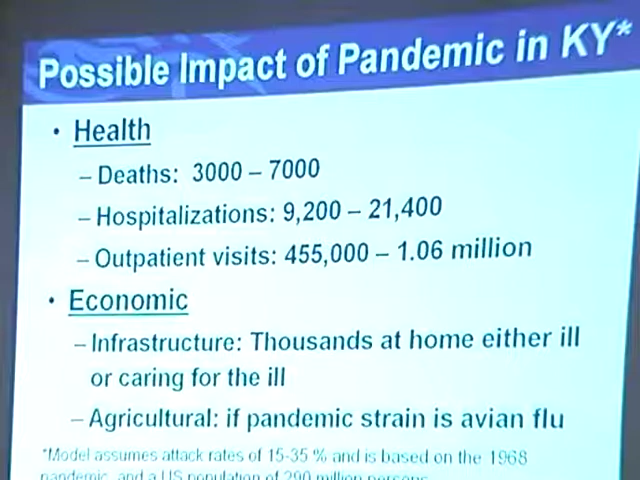 Possible Impact of Pandemic in KY*
• Health
– Deaths: 3000 – 7000
– Hospitalizations: 9,200 – 21,400
– Outpatient visits: 455,000 – 1.06 million
• Economic
– Infrastructure: Thousands at home either ill
or caring for the ill
– Agricultural: if pandemic strain is avian flu
*Model assumes attack rates of 15-35 % and is based on the 1968
pandemic, and a US population of 290 million persons